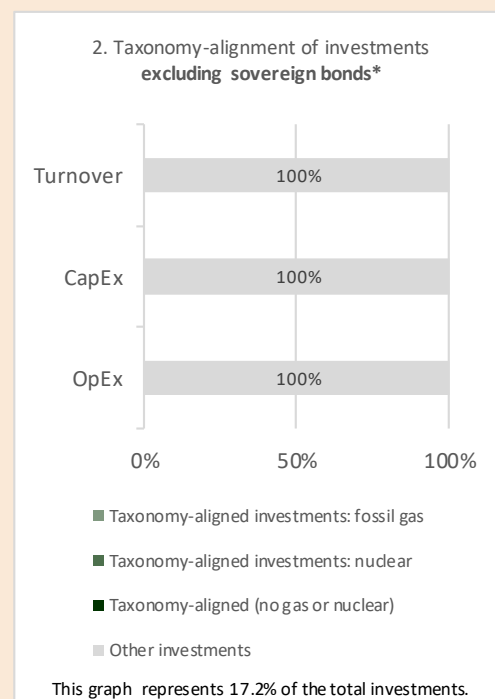 2. Taxonomy-alignment of investments
excluding sovereign bonds*
Turnover
100%
CapEx
100%
OpEx
100%
0%
50%
100%
Taxonomy-aligned investments: fossil gas
Taxonomy-aligned investments: nuclear
Taxonomy-aligned (no gas or nuclear)
Other investments
This graph represents 17.2% of the total investments.